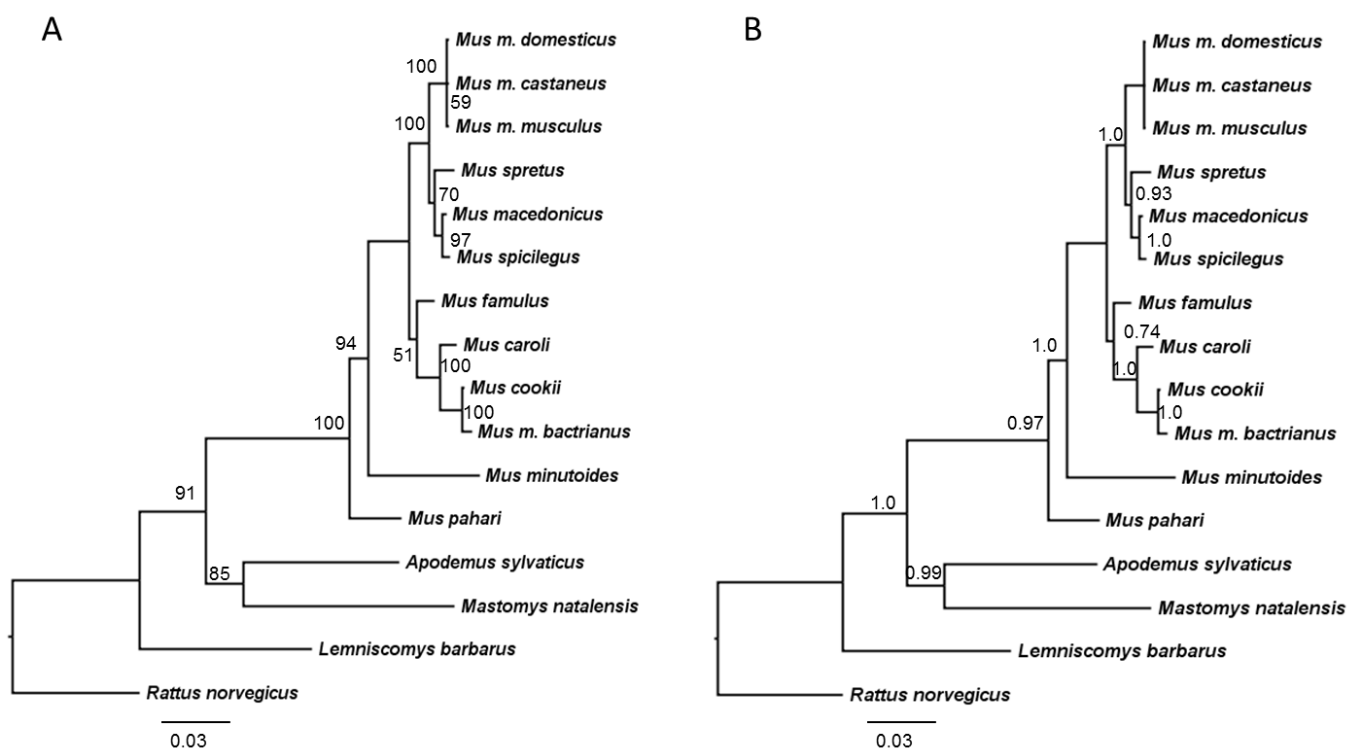 A
Mus m. domesticus
100
Mus m. castaneus
59
100
Mus m. musculus
Mus spretus
70
Mus macedonicus
97
Mus spicilegus
Mus famulus
94
Mus caroli
51
100
Mus cookii
100
100
Mus m. bactrianus
Mus minutoides
91
Mus pahari
Apodemus sylvaticus
85
Mastomys natalensis
Lemniscomys barbarus
Rattus norvegicus
0.03
B
Mus m. domesticus
Mus m. castaneus
Mus m. musculus
1.0
Mus spretus
0.93
Mus macedonicus
1.0
Mus spicilegus
Mus famulus
0.74
1.0
Mus caroli
1.0
Mus cookii
1.0
0.97
Mus m. bactrianus
Mus minutoides
1.0
Mus pahari
Apodemus sylvaticus
0.99
Mastomys natalensis
Lemniscomys barbarus
Rattus norvegicus
0.03